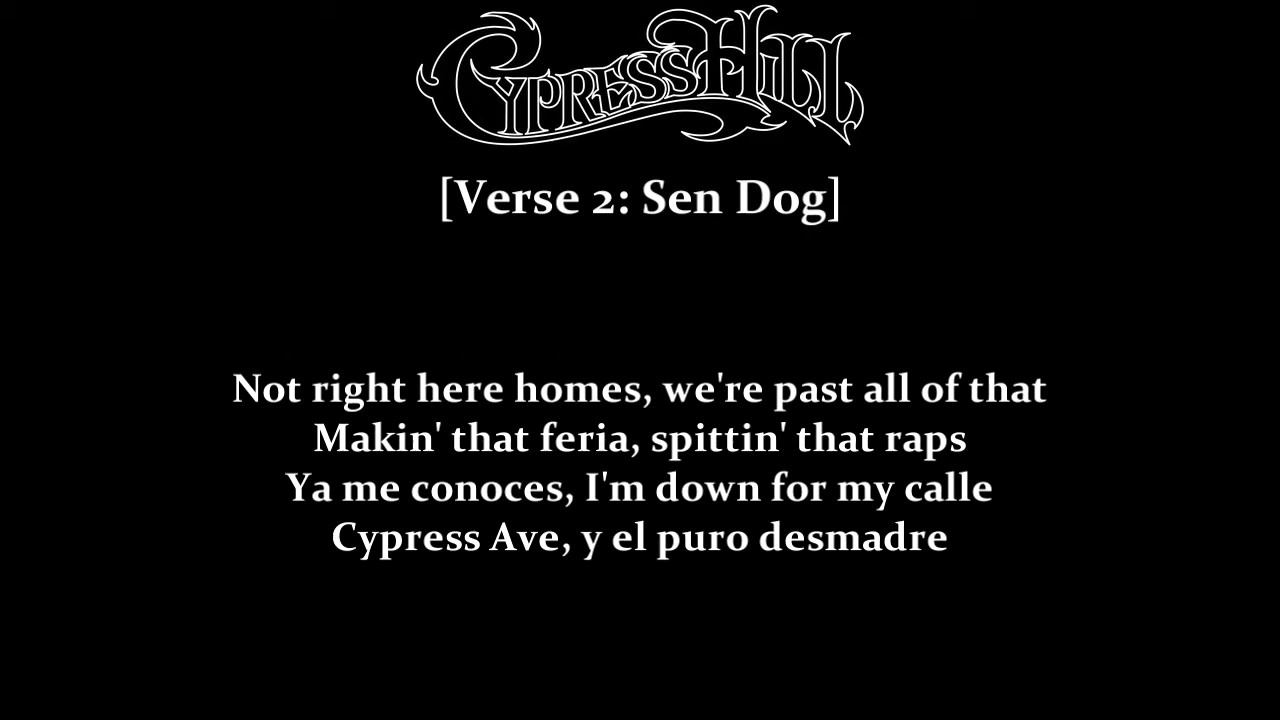 Cypress Hill
[Verse 2: Sen Dog]
Not right here homes, we're past all of that
Makin' that feria, spittin' that raps
Ya me conoces, I'm down for my calle
Cypress Ave, y el puro desmadre